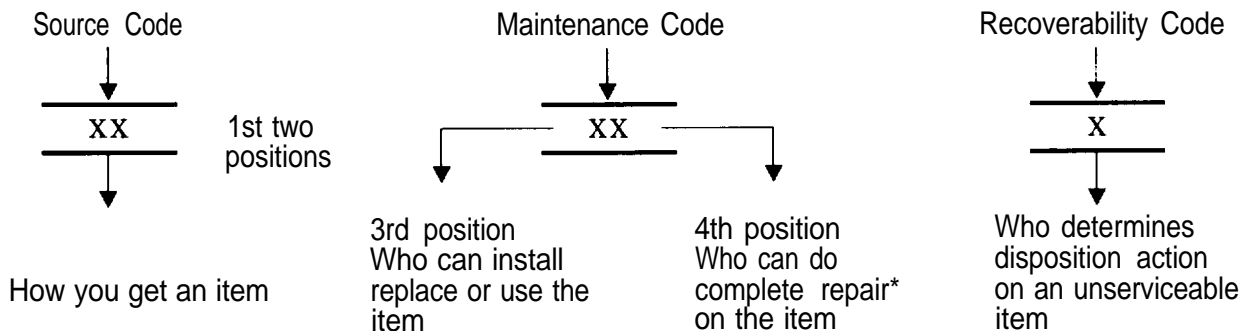 Source Code
Maintenance Code
Recoverability Code
XX
1st two
positions
XX
X
How you get an item
3rd position
Who can install
replace or use the
item
4th position
Who can do
complete repair*
on the item
Who determines
disposition action
on an unserviceable
item